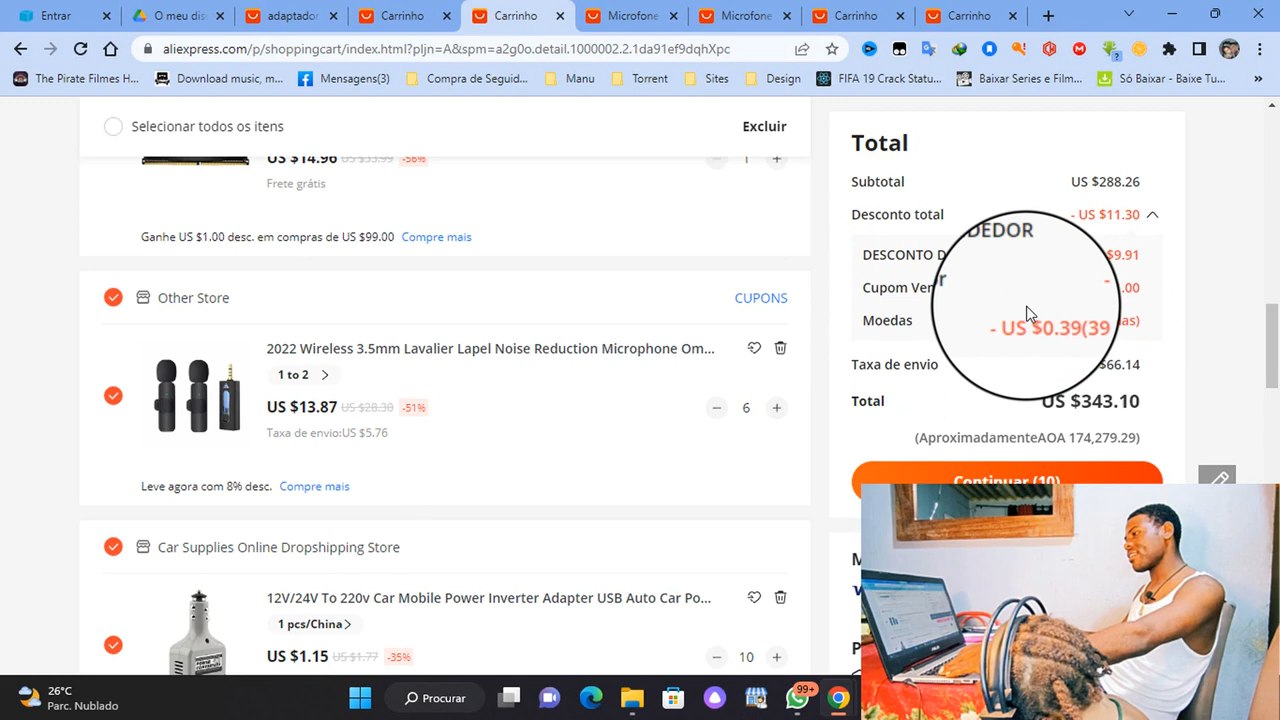 Entrar
O meu dis
adaptador
Carrinho
Carrinho
Microfone
Microfone
Carrinho
Carrinho
aliexpress.com/p/shoppingcart/index.html?pljn=A&spm=a2g0o.detail.1000002.2.1da91ef9dqhXpc
The Pirate Filmes H...
Download music, m...
Mensagens(3)
Compra de Seguid...
Manu
Torrent
Sites
Design
FIFA 19 Crack Statu...
Baixar Series e Film...
Só Baixar - Baixe Tu...
Selecionar todos os itens
Excluir
US $14.96 US $33.99 -56%
1
Frete grátis
Ganhe US $1.00 desc. em compras de US $99.00 Compre mais
Other Store
CUPONS
2022 Wireless 3.5mm Lavalier Lapel Noise Reduction Microphone Om...
1 to 2
US $13.87 US $28.30 -51%
6
Taxa de envio:US $5.76
Leve agora com 8% desc. Compre mais
Car Supplies Online Dropshipping Store
12V/24V To 220v Car Mobile Power Inverter Adapter USB Auto Car Po...
1 pcs/China
US $1.15 US $1.77 -35%
10
Total
Subtotal US $288.26
Desconto total - US $11.30
DESCONTO D DEDOR $9.91
Cupom Ver r - .00
Moedas - US $0.39(39 das)
Taxa de envio $66.14
Total US $343.10
(AproximadamenteAOA 174,279.29)
Continuar (10)
26°C
Parc. Nublado
Procurar
99+